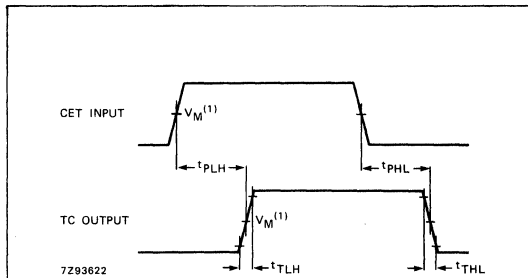 CET INPUT
V_M(1)
t_PLH
t_PHL
TC OUTPUT
V_M(1)
t_TLH
t_THL
7Z93622